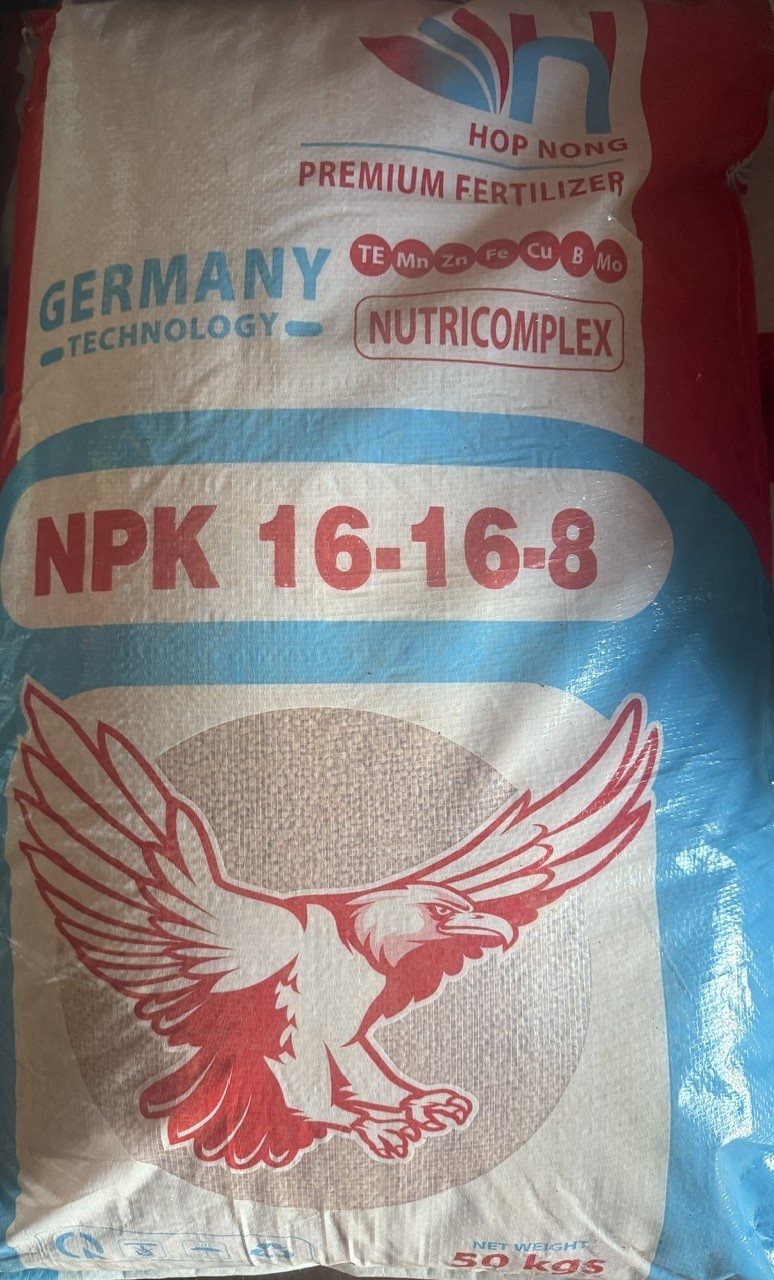 HOP NONG
PREMIUM FERTILIZER
TE Mn Zn Fe Cu B Mo
GERMANY
TECHNOLOGY
NUTRICOMPLEX
NPK 16-16-8
NET WEIGHT
50 kgs